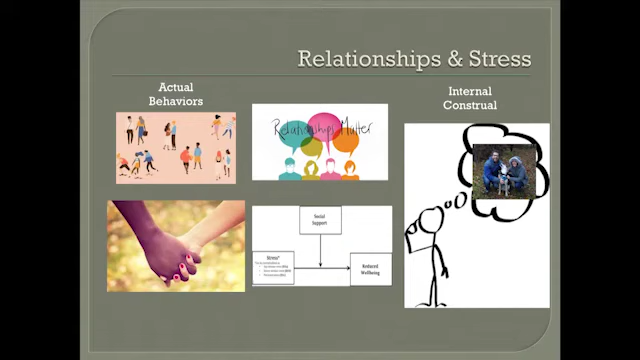 Relationships & Stress
Actual
Behaviors
Internal
Construal
Relationships Matter
Social
Support
Stress*
Reduced
Wellbeing